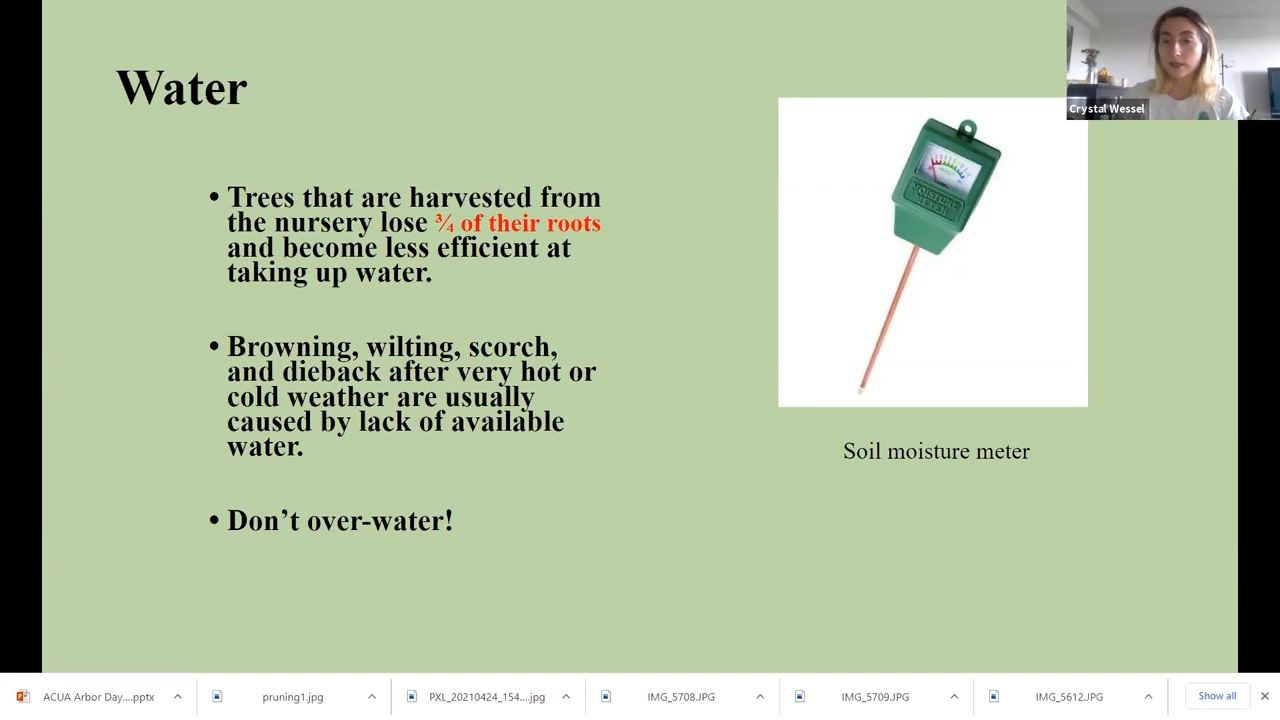 Water
• Trees that are harvested from
the nursery lose ¾ of their roots
and become less efficient at
taking up water.
• Browning, wilting, scorch,
and dieback after very hot or
cold weather are usually
caused by lack of available
water.
• Don’t over-water!
MOISTURE
METER
Soil moisture meter
Crystal Wessel
ACUA Arbor Day....pptx
pruning1.jpg
PXL_20210424_154....jpg
IMG_5708.JPG
IMG_5709.JPG
IMG_5612.JPG
Show all